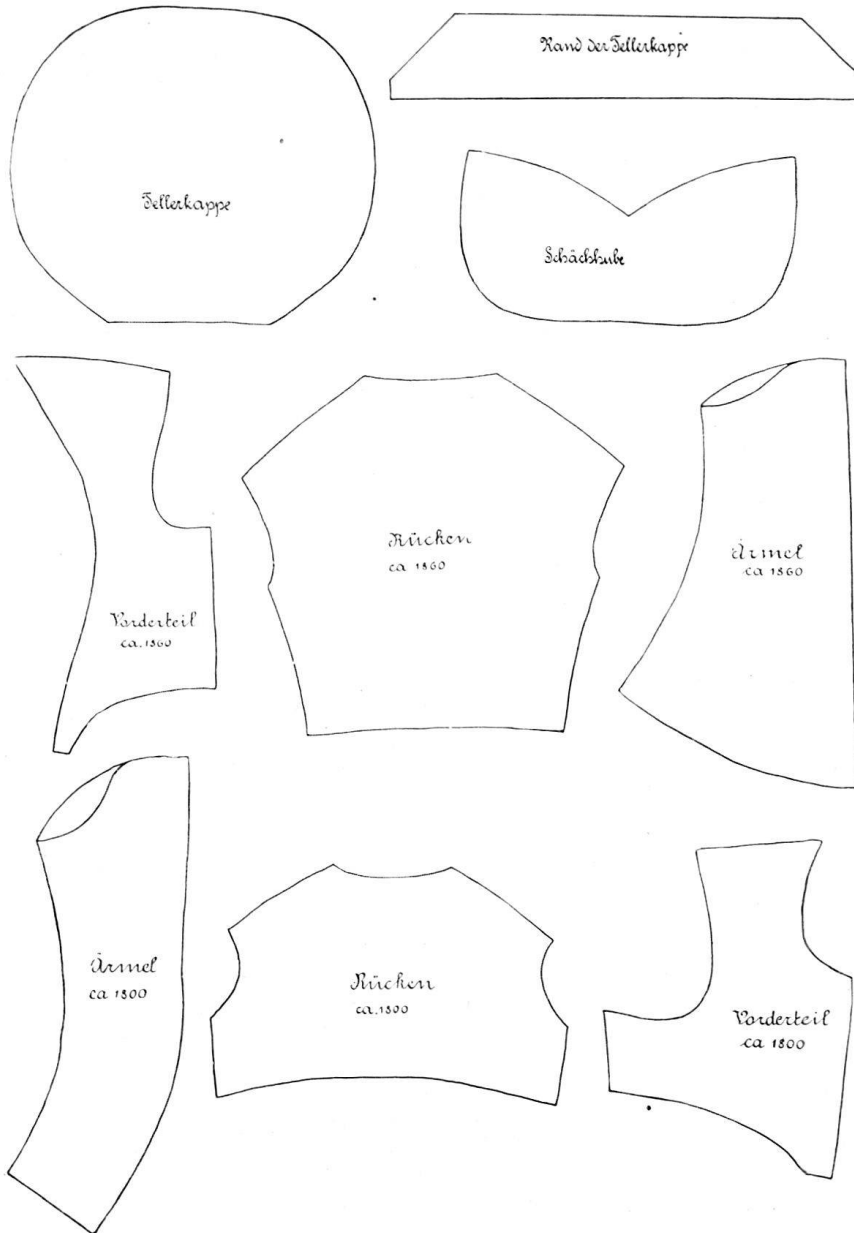 Rand der Tellerkappe
Tellerkappe
Schächhube
Rücken
ca 1860
Ärmel
ca 1860
Vorderteil
ca. 1860
Ärmel
ca 1800
Rücken
ca. 1800
Vorderteil
ca 1800